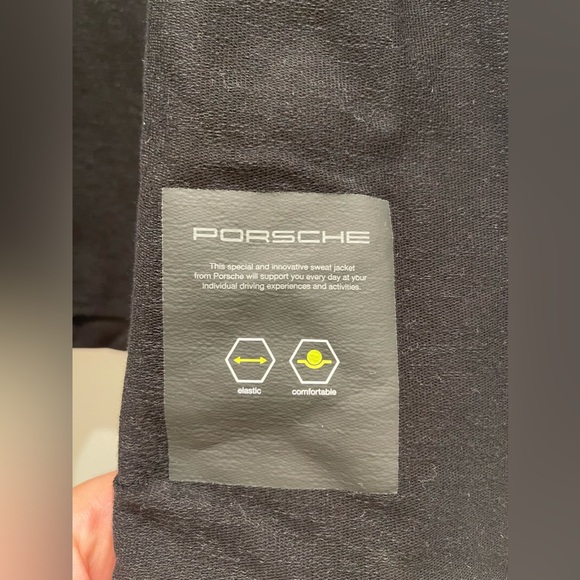 PORSCHE
This special and innovative sweat jacket
from Porsche will support you every day at your
individual driving experiences and activities.
elastic
comfortable